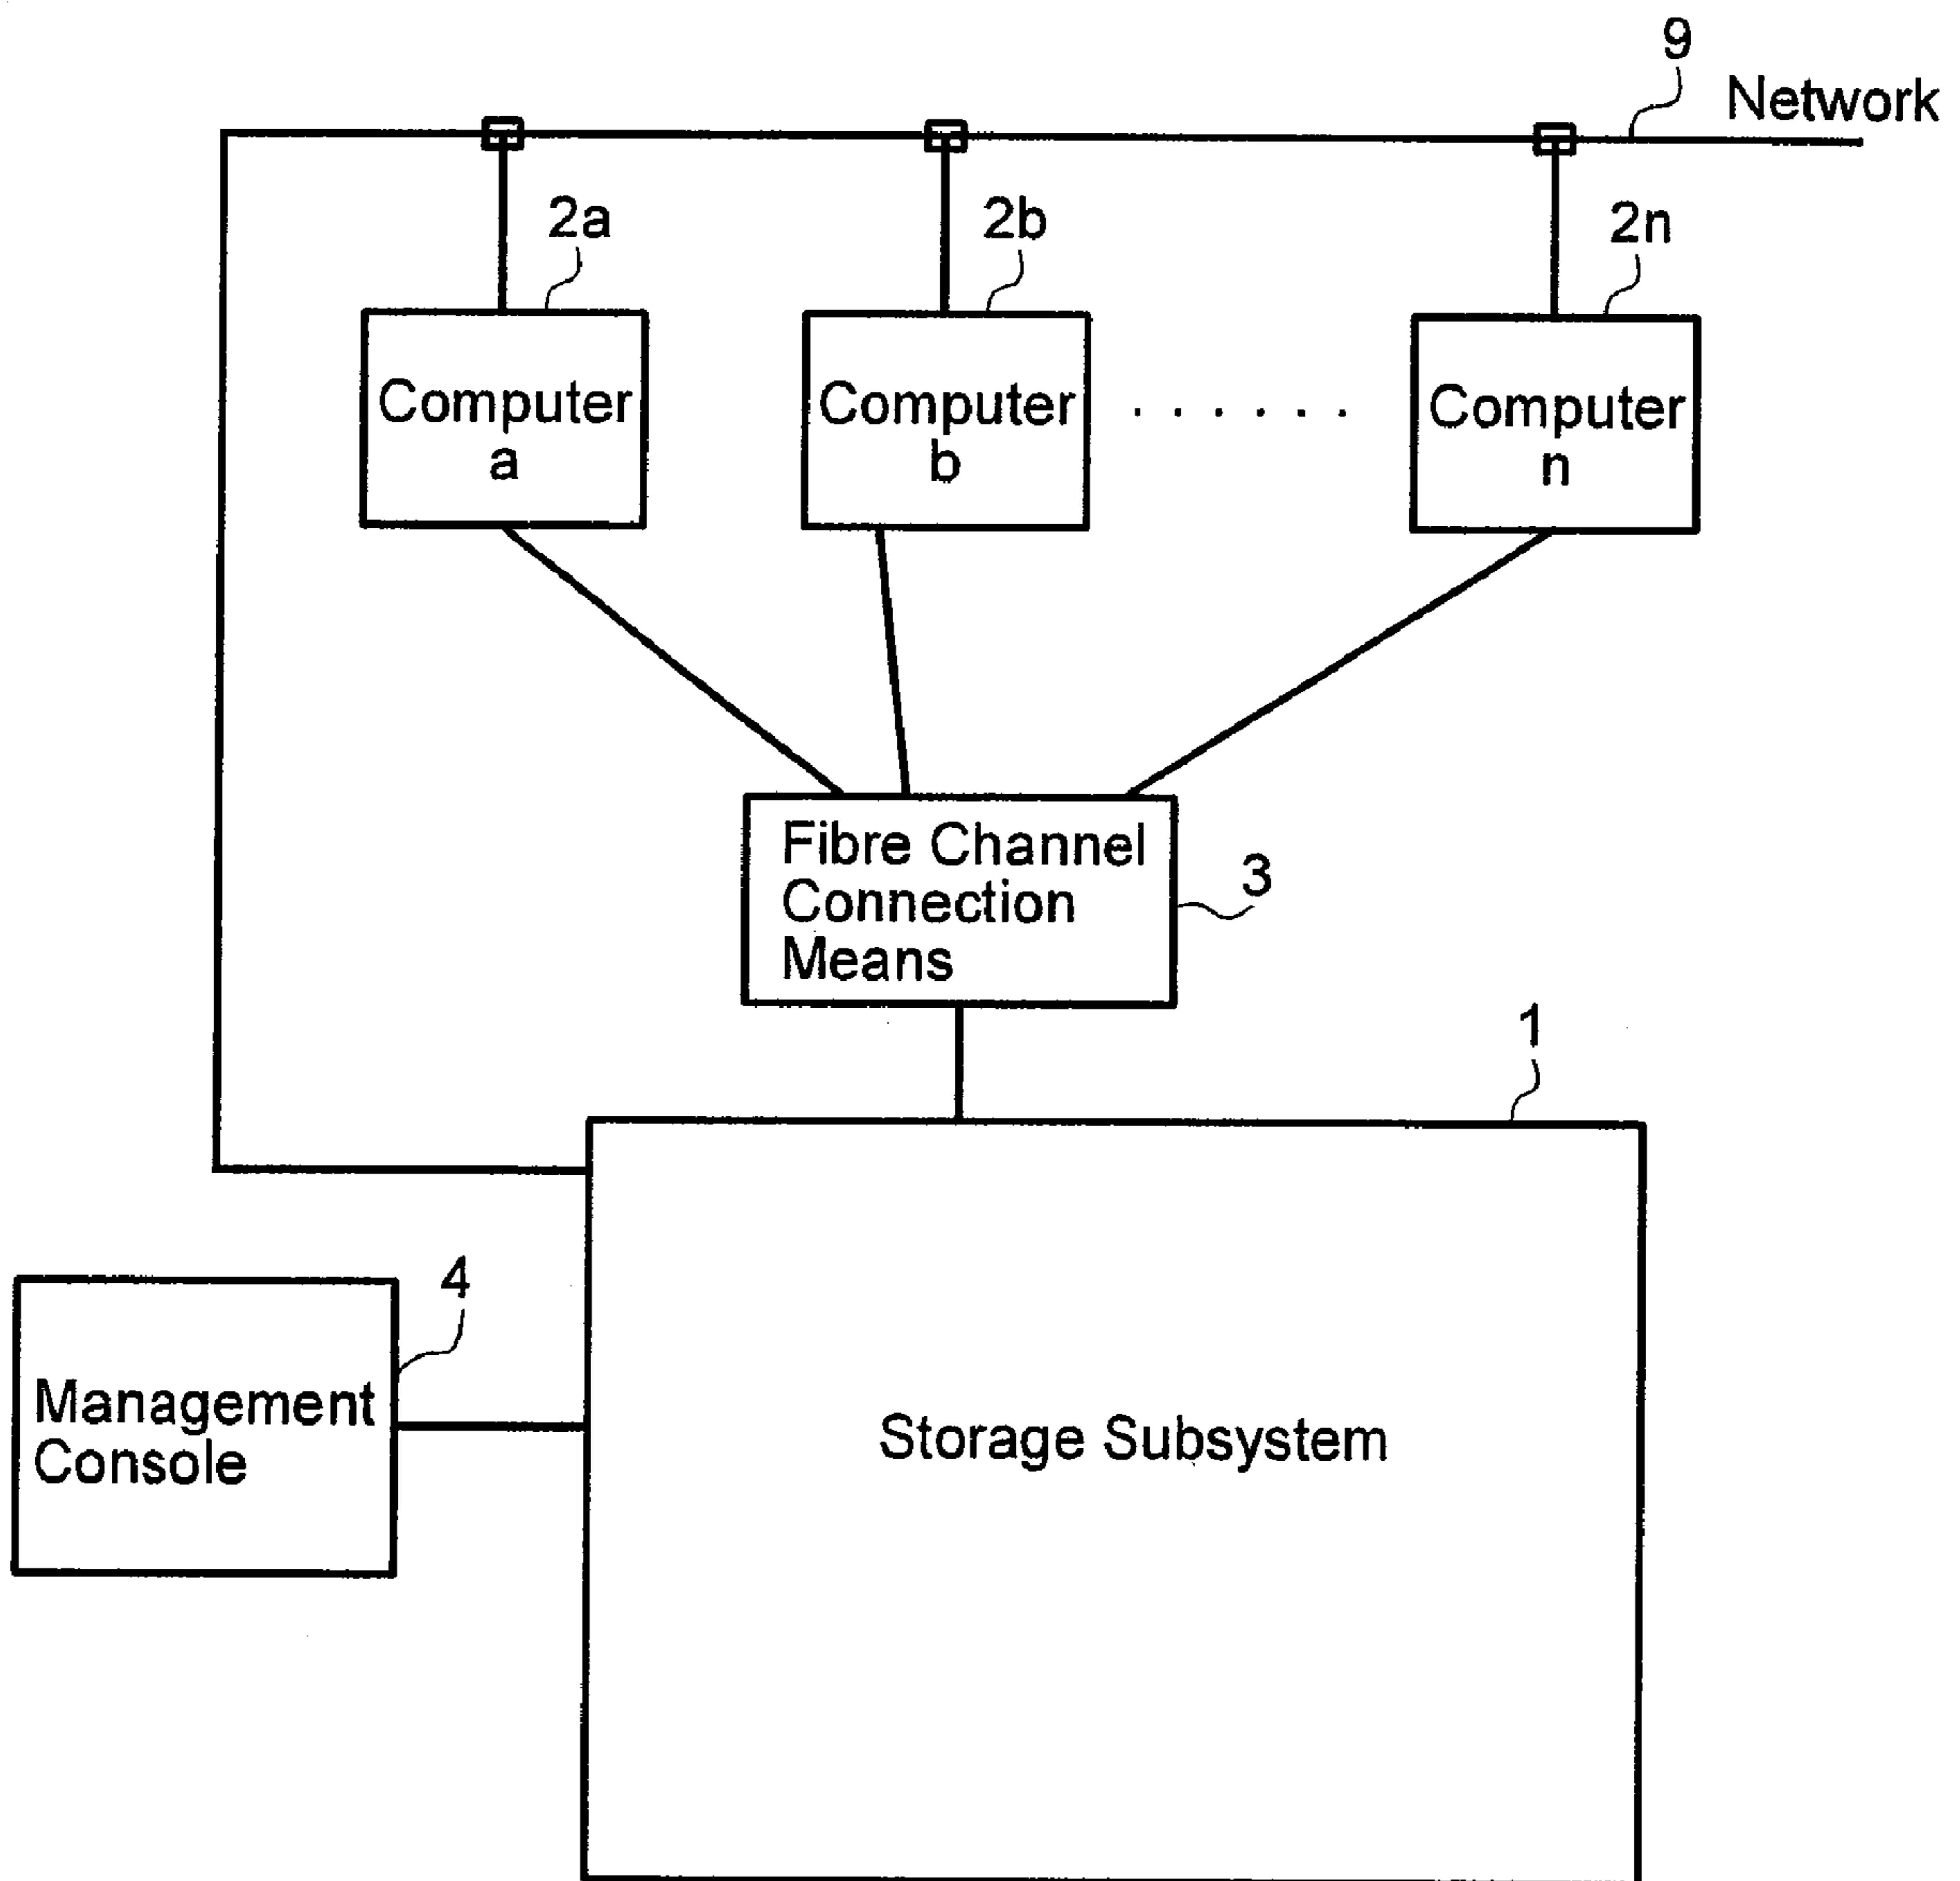 9
Network
2a
2b
2n
Computer
a
Computer
b
. . . . . .
Computer
n
Fibre Channel
Connection
Means
3
1
4
Management
Console
Storage Subsystem